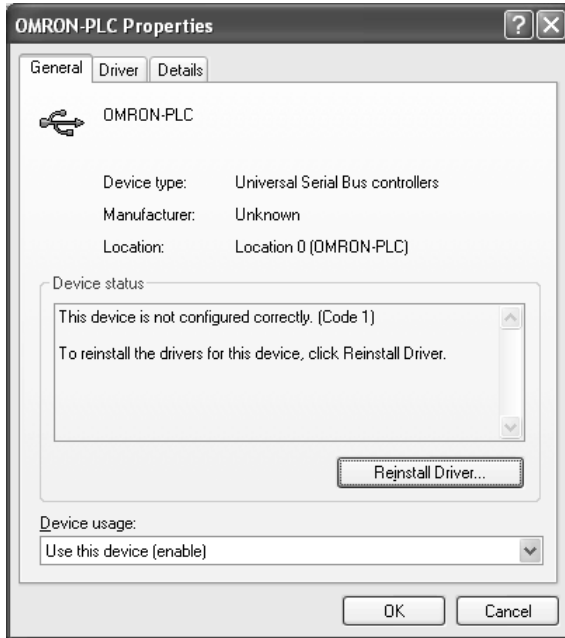 OMRON-PLC Properties
General Driver Details
OMRON-PLC
Device type: Universal Serial Bus controllers
Manufacturer: Unknown
Location: Location 0 (OMRON-PLC)
Device status
This device is not configured correctly. (Code 1)
To reinstall the drivers for this device, click Reinstall Driver.
Reinstall Driver...
Device usage:
Use this device (enable)
OK Cancel